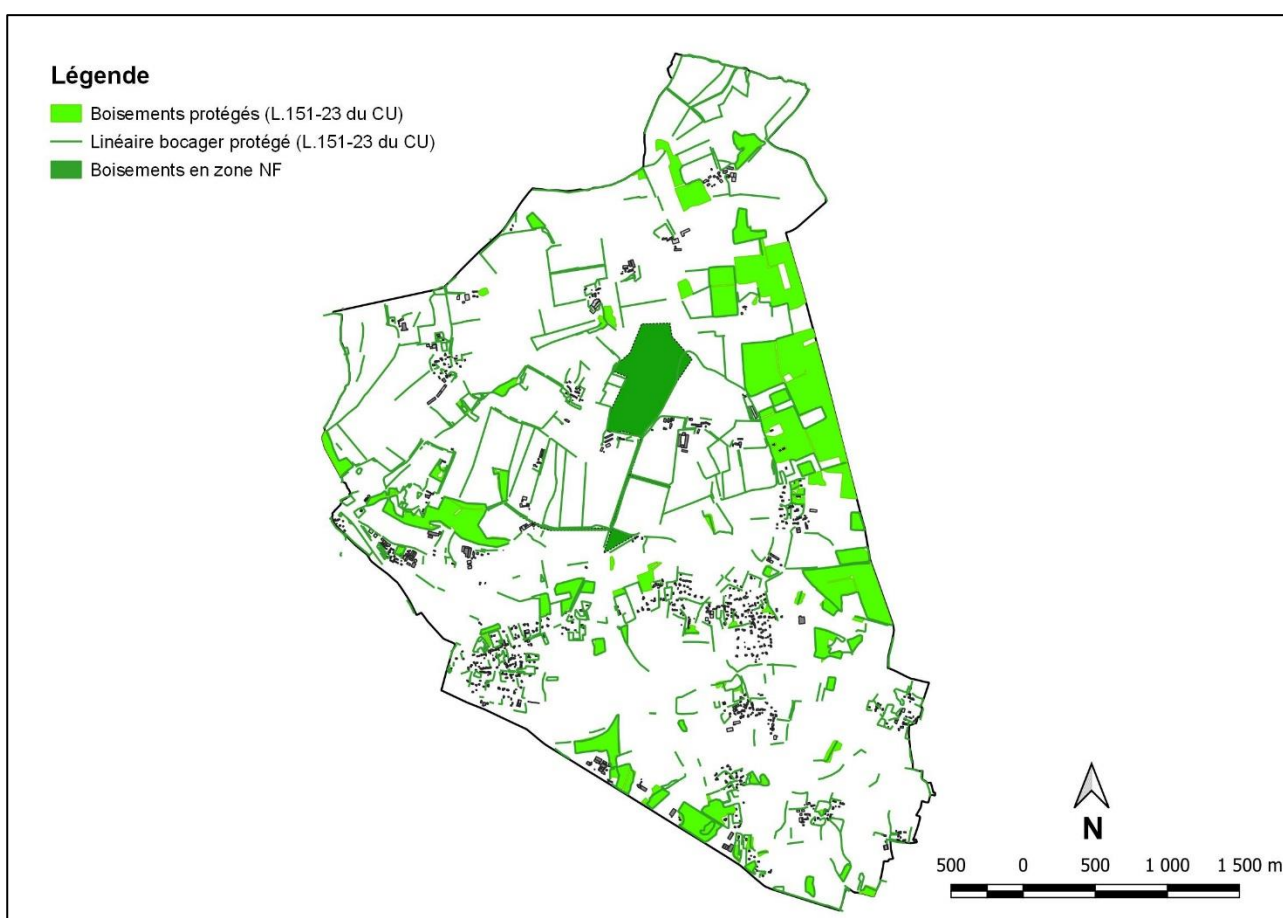 Légende
Boisements protégés (L.151-23 du CU)
Linéaire bocager protégé (L.151-23 du CU)
Boisements en zone NF
N
500 0 500 1 000 1 500 m